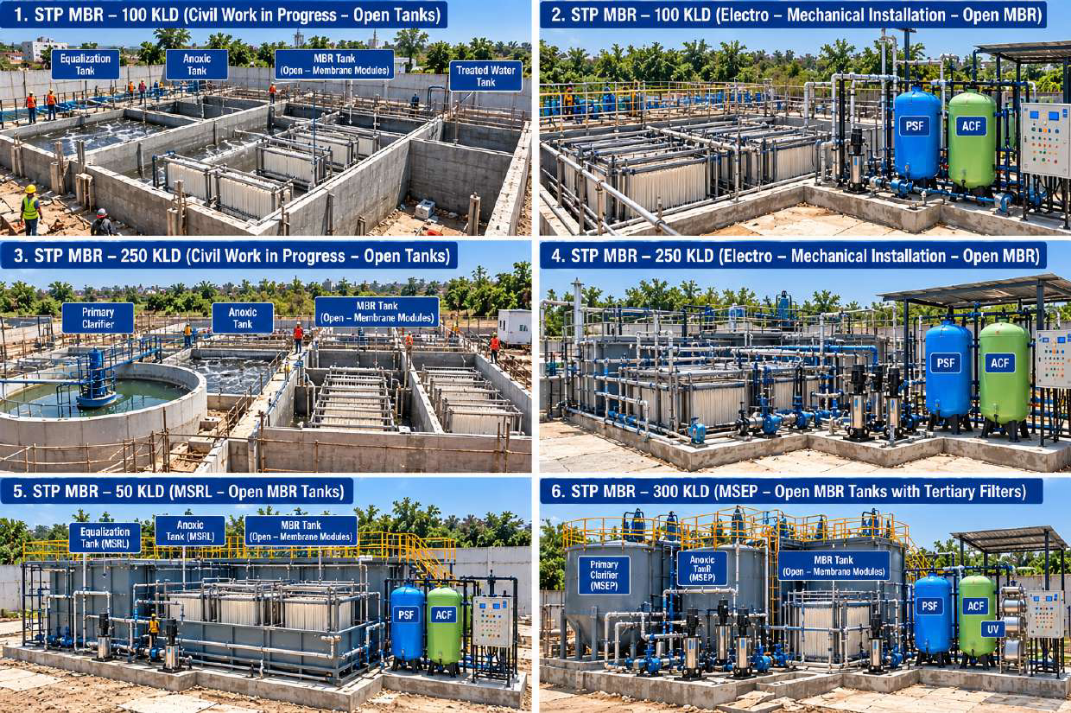 1. STP MBR – 100 KLD (Civil Work in Progress – Open Tanks)
Equalization
Tank
Anoxic
Tank
MBR Tank
(Open – Membrane Modules)
Treated Water
Tank
2. STP MBR – 100 KLD (Electro – Mechanical Installation – Open MBR)
PSF
ACF
3. STP MBR – 250 KLD (Civil Work in Progress – Open Tanks)
Primary
Clarifier
Anoxic
Tank
MBR Tank
(Open – Membrane Modules)
4. STP MBR – 250 KLD (Electro – Mechanical Installation – Open MBR)
PSF
ACF
5. STP MBR – 50 KLD (MSRL – Open MBR Tanks)
Equalization
Tank (MSRL)
Anoxic
Tank (MSRL)
MBR Tank
(Open – Membrane Modules)
PSF
ACF
6. STP MBR – 300 KLD (MSEP – Open MBR Tanks with Tertiary Filters)
Primary
Clarifier
(MSEP)
Anoxic
TanR
(MSEP)
MBR Tank
(Open – Membrane Modules)
PSF
ACF
UV